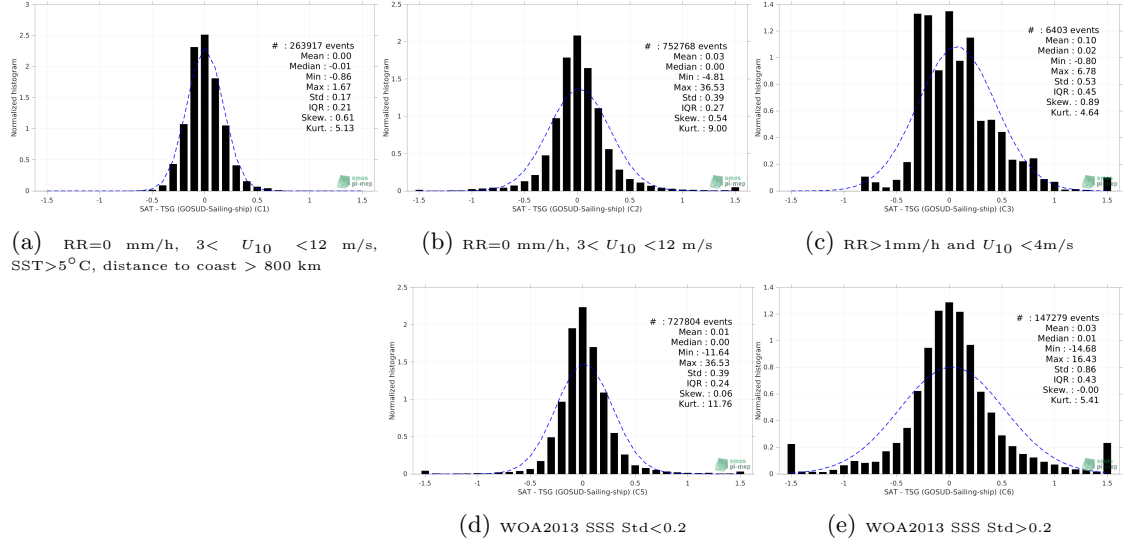 3
2.5
2
1.5
1
0.5
0
Normalized histogram
# : 263917 events
Mean : 0.00
Median : -0.01
Min : -0.86
Max : 1.67
Std : 0.17
IQR : 0.21
Skew. : 0.61
Kurt. : 5.13
smos
pi-mep
-1.5 -1 -0.5 0 0.5 1 1.5
SAT - TSG (GOSUD-Sailing-ship) (C1)
(a) RR=0 mm/h, 3< U10 <12 m/s,
SST>5°C, distance to coast > 800 km
2.5
2
1.5
1
0.5
0
Normalized histogram
# : 752768 events
Mean : 0.03
Median : 0.00
Min : -4.81
Max : 36.53
Std : 0.39
IQR : 0.27
Skew. : 0.54
Kurt. : 9.00
smos
pi-mep
-1.5 -1 -0.5 0 0.5 1 1.5
SAT - TSG (GOSUD-Sailing-ship) (C2)
(b) RR=0 mm/h, 3< U10 <12 m/s
1.4
1.2
1
0.8
0.6
0.4
0.2
0
Normalized histogram
# : 6403 events
Mean : 0.10
Median : 0.02
Min : -0.80
Max : 6.78
Std : 0.53
IQR : 0.45
Skew. : 0.89
Kurt. : 4.64
smos
pi-mep
-1.5 -1 -0.5 0 0.5 1 1.5
SAT - TSG (GOSUD-Sailing-ship) (C3)
(c) RR>1mm/h and U10 <4m/s
2.5
2
1.5
1
0.5
0
Normalized histogram
# : 727804 events
Mean : 0.01
Median : 0.00
Min : -11.64
Max : 36.53
Std : 0.39
IQR : 0.24
Skew. : 0.06
Kurt. : 11.76
smos
pi-mep
-1.5 -1 -0.5 0 0.5 1 1.5
SAT - TSG (GOSUD-Sailing-ship) (C5)
(d) WOA2013 SSS Std<0.2
1.4
1.2
1
0.8
0.6
0.4
0.2
0
Normalized histogram
# : 147279 events
Mean : 0.03
Median : 0.01
Min : -14.68
Max : 16.43
Std : 0.86
IQR : 0.43
Skew. : -0.00
Kurt. : 5.41
smos
pi-mep
-1.5 -1 -0.5 0 0.5 1 1.5
SAT - TSG (GOSUD-Sailing-ship) (C6)
(e) WOA2013 SSS Std>0.2